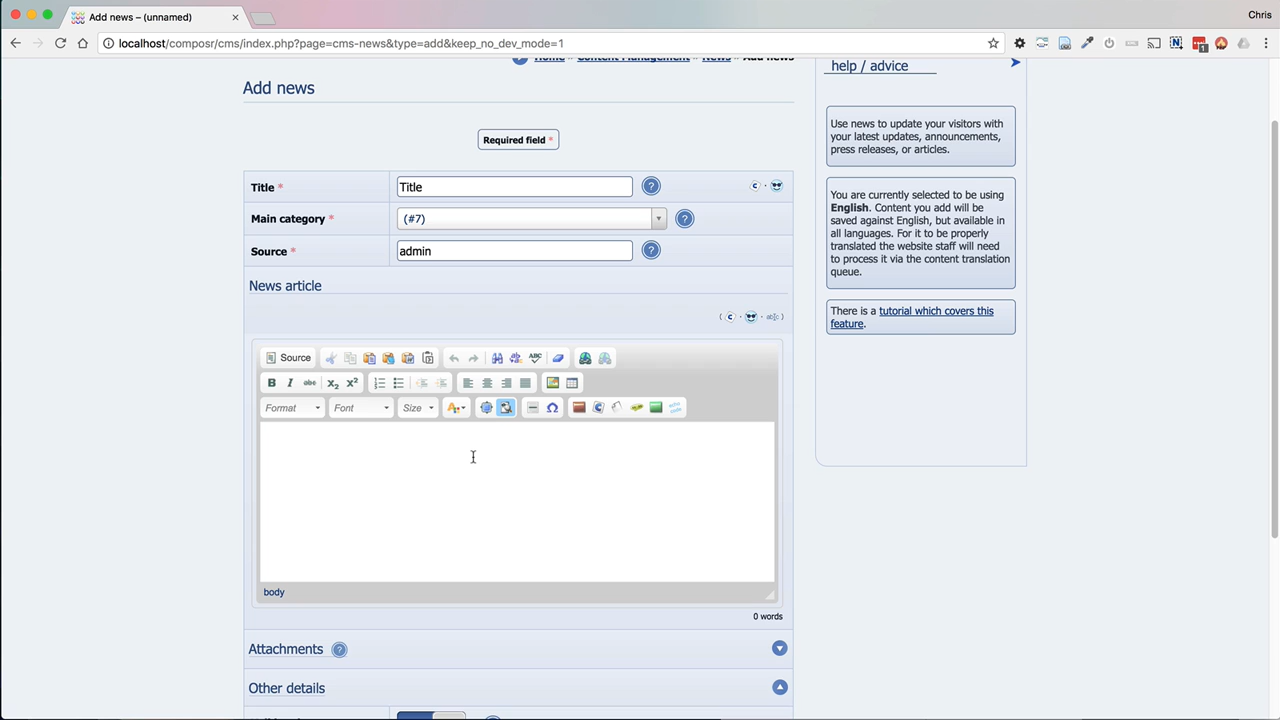 Add news – (unnamed)
Chris
localhost/composr/cms/index.php?page=cms-news&type=add&keep_no_dev_mode=1
Home » Content Management » News » Add news
help / advice
Add news
Required field *
Use news to update your visitors with
your latest updates, announcements,
press releases, or articles.
Title *
Title
Main category *
(#7)
Source *
admin
You are currently selected to be using
English. Content you add will be
saved against English, but available in
all languages. For it to be properly
translated the website staff will need
to process it via the content translation
queue.
There is a tutorial which covers this
feature.
News article
Source
ABC
B I abc X2 X2
Format
Font
Size
body
0 words
Attachments
Other details